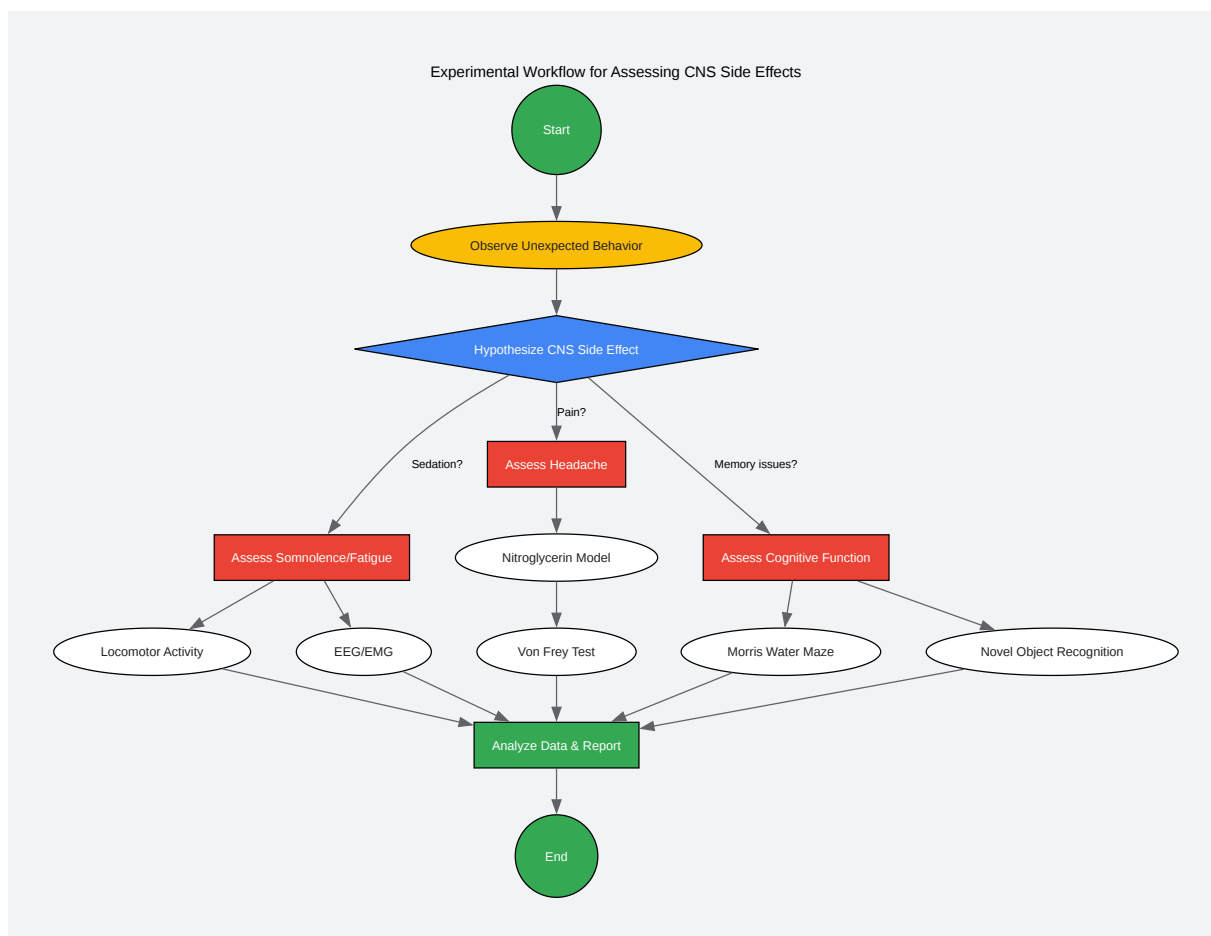 Experimental Workflow for Assessing CNS Side Effects
Start
Observe Unexpected Behavior
Hypothesize CNS Side Effect
Pain?
Sedation?
Assess Headache
Memory issues?
Assess Somnolence/Fatigue
Nitroglycerin Model
Assess Cognitive Function
Locomotor Activity
EEG/EMG
Von Frey Test
Morris Water Maze
Novel Object Recognition
Analyze Data & Report
End